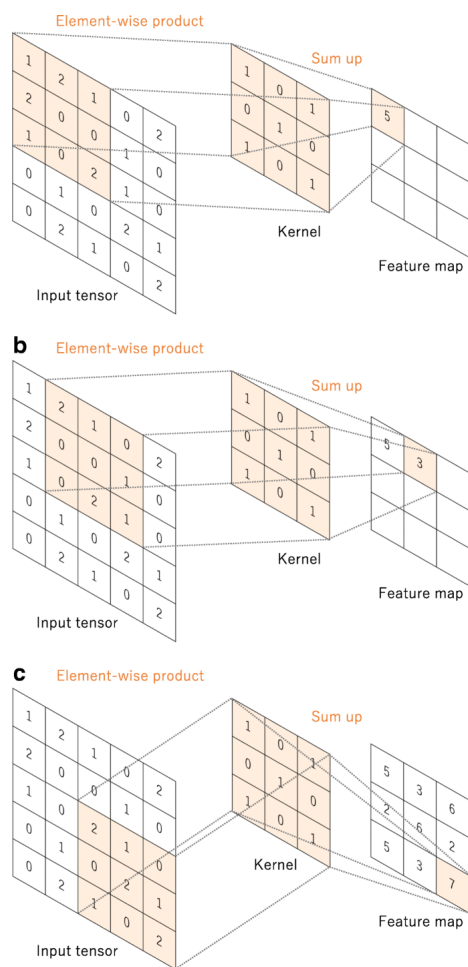 Element-wise product
Sum up
1 2 1 0 2
2 0 0 1 0
1 0 2 1 0
0 1 0 2 1
0 2 1 0 2
1 0 1
0 1 0
1 0 1
5
Input tensor
Kernel
Feature map
b
Element-wise product
Sum up
1 2 1 0 2
2 0 0 1 0
1 0 2 1 0
0 1 0 2 1
0 2 1 0 2
1 0 1
0 1 0
1 0 1
5 3
Input tensor
Kernel
Feature map
c
Element-wise product
Sum up
1 2 1 0 2
2 0 0 1 0
1 0 2 1 0
0 1 0 2 1
0 2 1 0 2
1 0 1
0 1 0
1 0 1
5 3 6
2 6 2
5 3 7
Input tensor
Kernel
Feature map